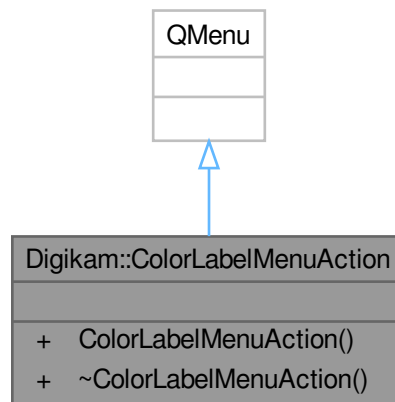 QMenu
Digikam::ColorLabelMenuAction
+ ColorLabelMenuAction()
+ ~ColorLabelMenuAction()